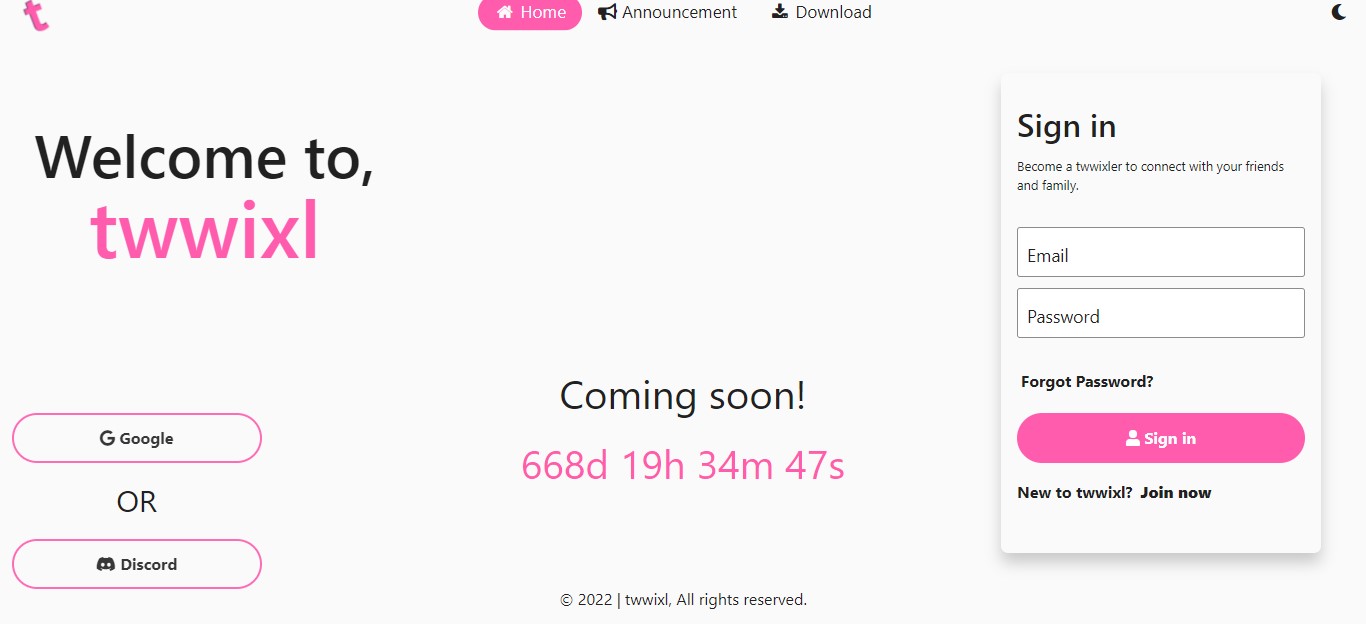 t
Home Announcement Download
Welcome to,
twwixl
Google
OR
Discord
Coming soon!
668d 19h 34m 47s
Sign in
Become a twwixler to connect with your friends
and family.
Email
Password
Forgot Password?
Sign in
New to twwixl? Join now
© 2022 | twwixl, All rights reserved.